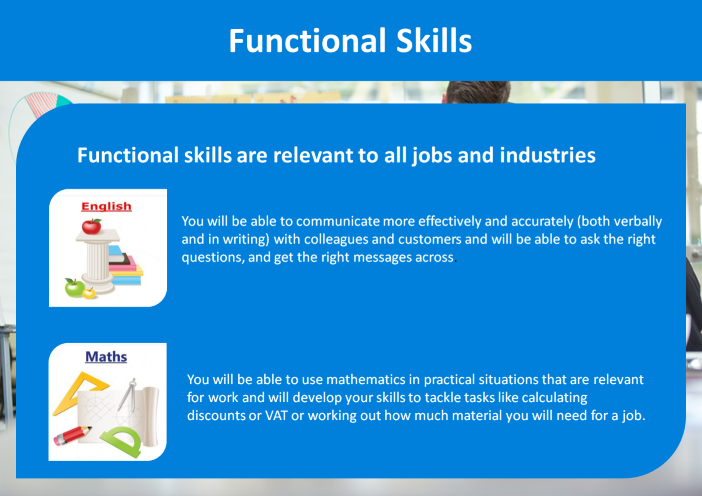 Functional Skills
Functional skills are relevant to all jobs and industries
English
You will be able to communicate more effectively and accurately (both verbally
and in writing) with colleagues and customers and will be able to ask the right
questions, and get the right messages across.
Maths
You will be able to use mathematics in practical situations that are relevant
for work and will develop your skills to tackle tasks like calculating
discounts or VAT or working out how much material you will need for a job.